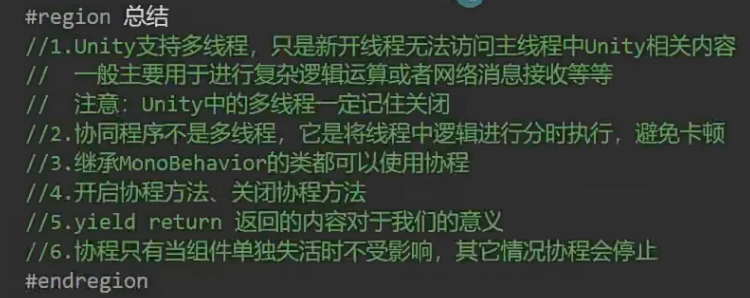 #region 总结
//1.Unity支持多线程，只是新开线程无法访问主线程中Unity相关内容
//  一般主要用于进行复杂逻辑运算或者网络消息接收等等
//  注意：Unity中的多线程一定记住关闭
//2.协同程序不是多线程，它是将线程中逻辑进行分时执行，避免卡顿
//3.继承MonoBehavior的类都可以使用协程
//4.开启协程方法、关闭协程方法
//5.yield return 返回的内容对于我们的意义
//6.协程只有当组件单独失活时不受影响，其它情况协程会停止
#endregion